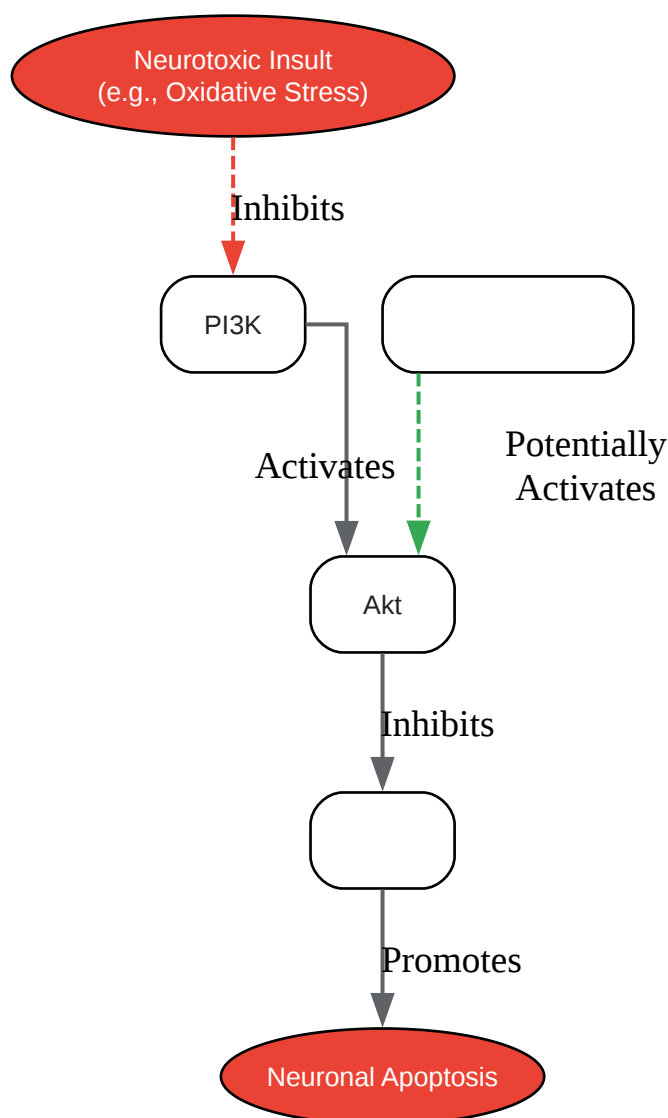 Neurotoxic Insult
(e.g., Oxidative Stress)
Inhibits
PI3K
Activates
Potentially
Activates
Akt
Inhibits
Promotes
Neuronal Apoptosis